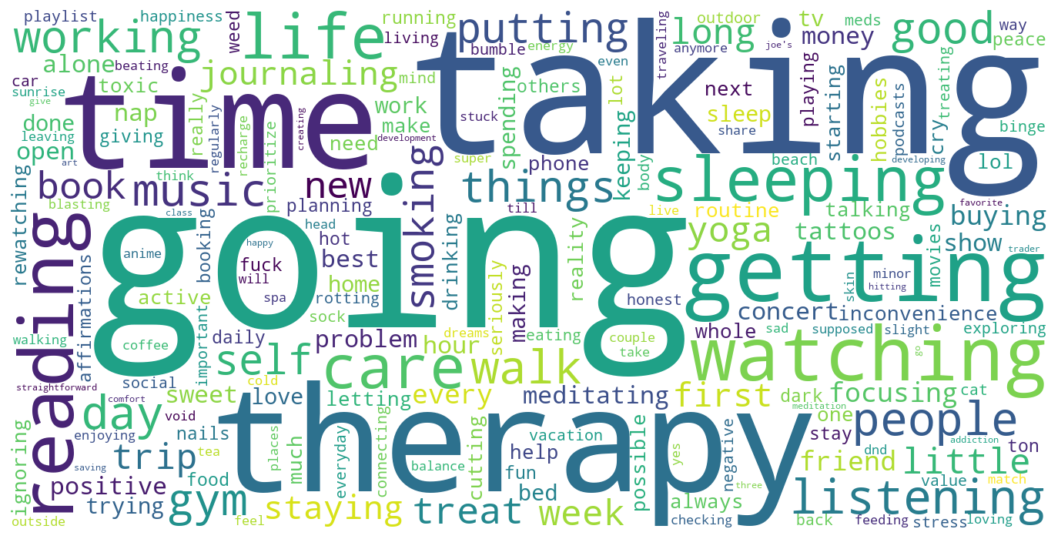 playlist
happiness
weed
running
living
working
life
putting
bumble
energy
long
tv
money
meds
way
peace
good
outdoor
anymore
joe's
even
traveling
car
beating
alone
toxic
journaling
mind
others
spending
lot
next
playing
starting
hobbies
podcasts
cry
treating
binge
sunrise
give
nap
time
taking
done
leaving
giving
really
regularly
recharge
creating
work
make
stuck
development
share
sleep
open
art
need
prioritize
super
phone
keeping
body
beach
developing
lol
book
music
think
new
smoking
things
sleeping
blasting
planning
till
live
routine
talking
favorite
buying
rewatching
reading
class
head
hot
best
happy
fuck
will
drinking
reality
yoga
tattoos
movies
show
trader
anime
booking
going
getting
spa
rotting
home
seriously
making
honest
skin
minor
hitting
affirmations
active
sock
concert
inconvenience
walking
coffee
important
daily
problem
hour
eating
dreams
couple
take
whole
sad
supposed
slight
exploring
go
straightforward
comfort
social
self
care
walk
watching
cold
sweet
love
letting
every
meditating
first
dark
focusing
cat
meditation
day
void
therapy
people
enjoying
nails
tea
much
everyday
connecting
cutting
vacation
possible
negative
yes
one
stay
dnd
ton
ignoring
trip
places
balance
help
fun
addiction
friend
little
positive
saving
food
bed
three
value
match
trying
gym
staying
treat
week
always
listening
outside
feel
checking
back
feeding
stress
loving